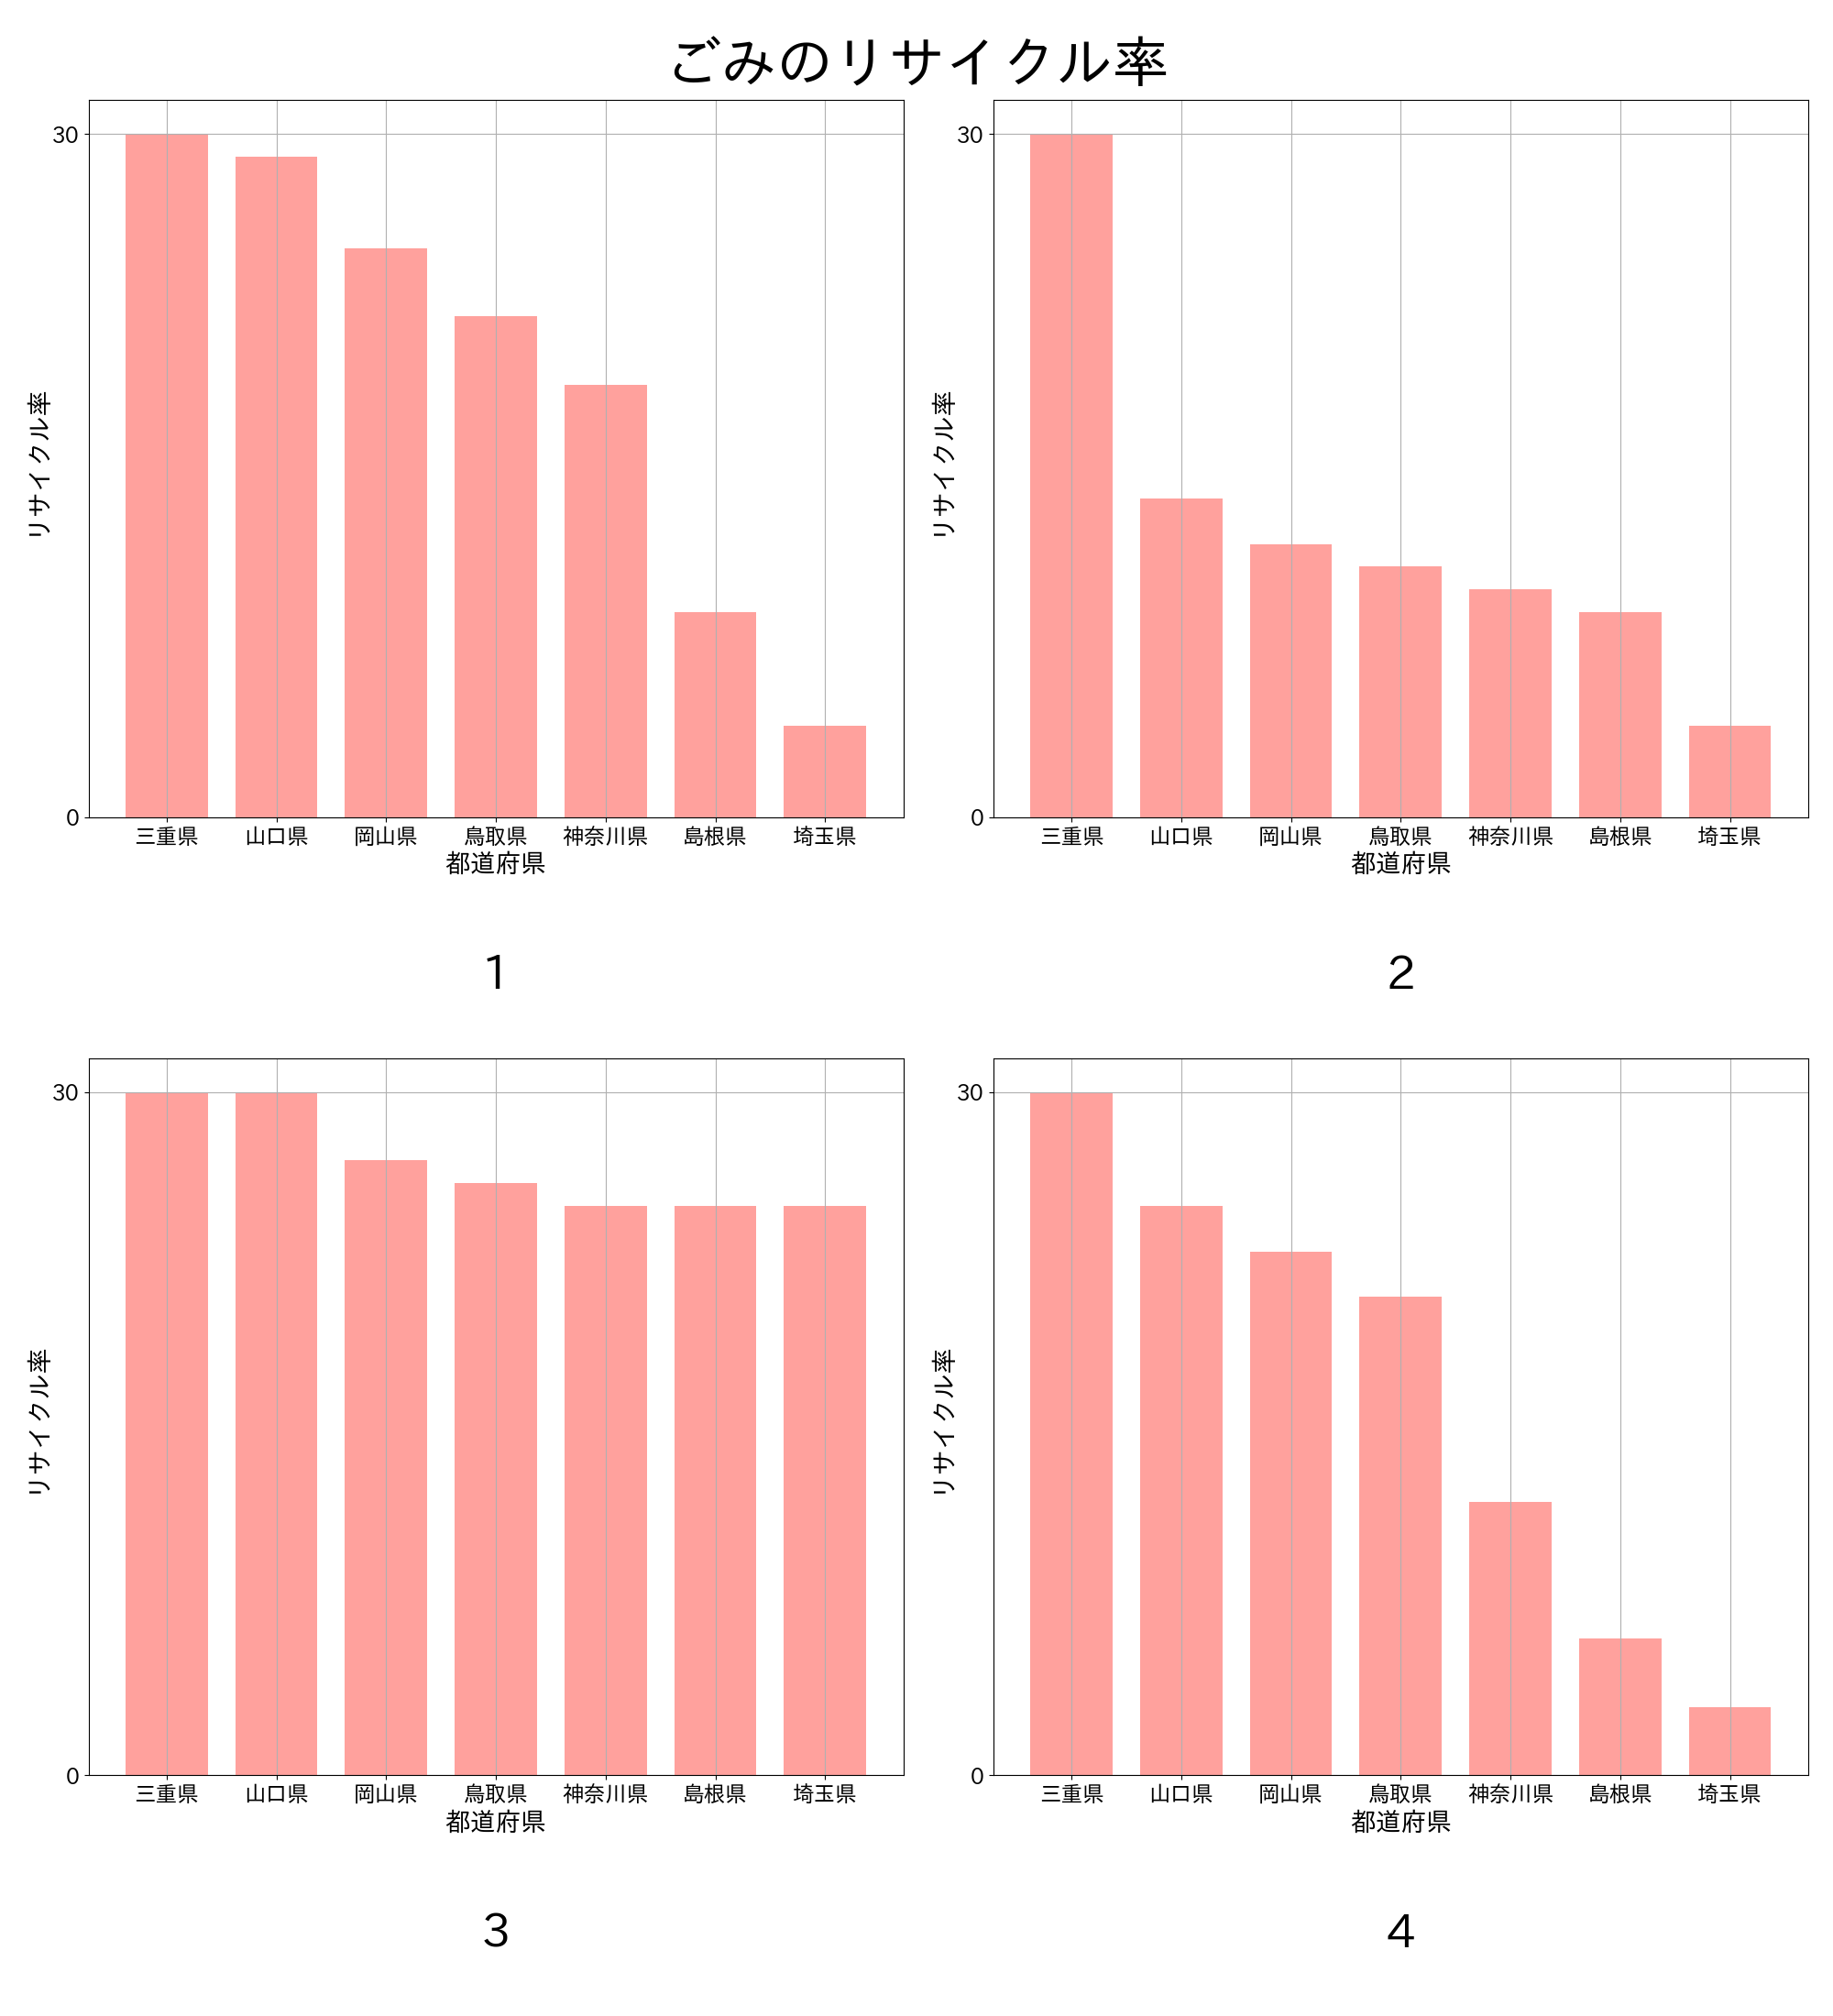 ごみのリサイクル率
30
0
リサイクル率
三重県 山口県 岡山県 鳥取県 神奈川県 島根県 埼玉県
都道府県
1
30
0
リサイクル率
三重県 山口県 岡山県 鳥取県 神奈川県 島根県 埼玉県
都道府県
2
30
0
リサイクル率
三重県 山口県 岡山県 鳥取県 神奈川県 島根県 埼玉県
都道府県
3
30
0
リサイクル率
三重県 山口県 岡山県 鳥取県 神奈川県 島根県 埼玉県
都道府県
4